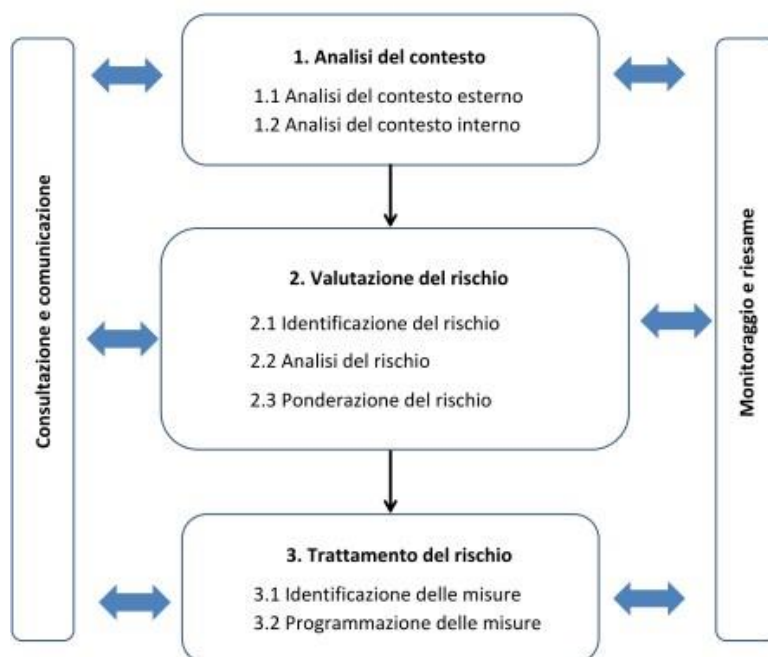 Consultazione e comunicazione
1. Analisi del contesto
1.1 Analisi del contesto esterno
1.2 Analisi del contesto interno
2. Valutazione del rischio
2.1 Identificazione del rischio
2.2 Analisi del rischio
2.3 Ponderazione del rischio
3. Trattamento del rischio
3.1 Identificazione delle misure
3.2 Programmazione delle misure
Monitoraggio e riesame